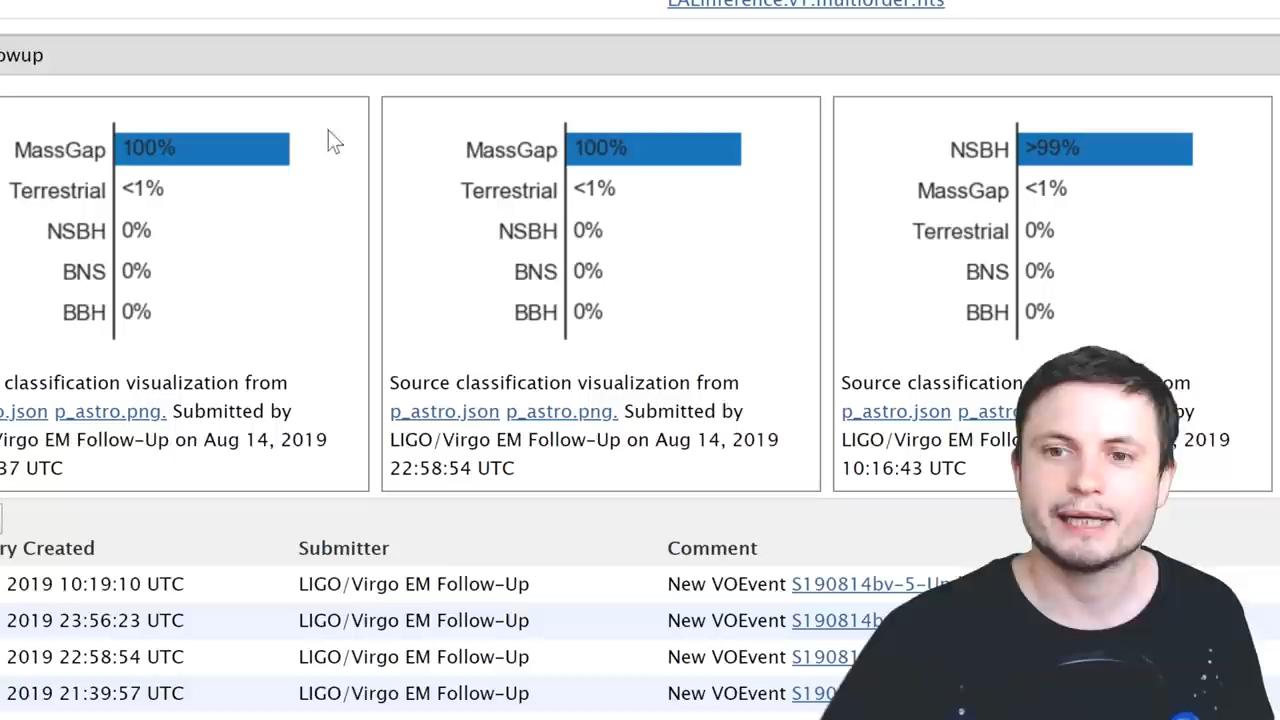 owup
MassGap 100%
Terrestrial <1%
NSBH 0%
BNS 0%
BBH 0%
classification visualization from
o.json p_astro.png. Submitted by
Virgo EM Follow-Up on Aug 14, 2019
37 UTC
MassGap 100%
Terrestrial <1%
NSBH 0%
BNS 0%
BBH 0%
Source classification visualization from
p_astro.json p_astro.png. Submitted by
LIGO/Virgo EM Follow-Up on Aug 14, 2019
22:58:54 UTC
NSBH >99%
MassGap <1%
Terrestrial 0%
BNS 0%
BBH 0%
Source classification om
p_astro.json p_astro by
LIGO/Virgo EM Follo , 2019
10:16:43 UTC
ry Created Submitter Comment
2019 10:19:10 UTC LIGO/Virgo EM Follow-Up New VOEvent S190814bv-5-Up
2019 23:56:23 UTC LIGO/Virgo EM Follow-Up New VOEvent S190814b
2019 22:58:54 UTC LIGO/Virgo EM Follow-Up New VOEvent S19081
2019 21:39:57 UTC LIGO/Virgo EM Follow-Up New VOEvent S190